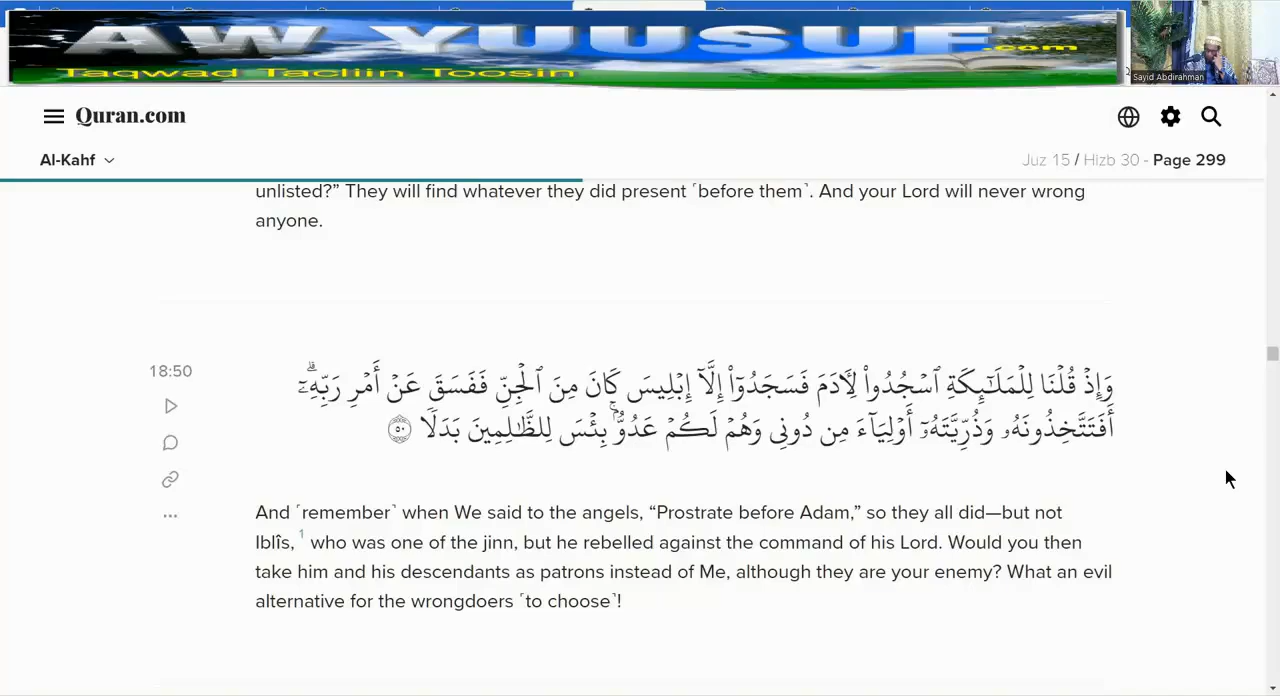 AW YUUSUF.com
Taqwad Tacliin Toosin
Sayid Abdirahman
Quran.com
Al-Kahf
Juz 15 / Hizb 30 - Page 299
unlisted?” They will find whatever they did present ˹before them˺. And your Lord will never wrong
anyone.
18:50
وَإِذْ قُلْنَا لِلْمَلَـٰٓئِكَةِ ٱسْجُدُوا۟ لِـَٔادَمَ فَسَجَدُوٓا۟ إِلَّآ إِبْلِيسَ كَانَ مِنَ ٱلْجِنِّ فَفَسَقَ عَنْ أَمْرِ رَبِّهِۦٓ ۗ
أَفَتَتَّخِذُونَهُۥ وَذُرِّيَّتَهُۥٓ أَوْلِيَآءَ مِن دُونِى وَهُمْ لَكُمْ عَدُوٌّۢ ۚ بِئْسَ لِلظَّـٰلِمِينَ بَدَلًۭا ٥٠
And ˹remember˺ when We said to the angels, “Prostrate before Adam,” so they all did—but not
Iblîs, 1 who was one of the jinn, but he rebelled against the command of his Lord. Would you then
take him and his descendants as patrons instead of Me, although they are your enemy? What an evil
alternative for the wrongdoers ˹to choose˺!